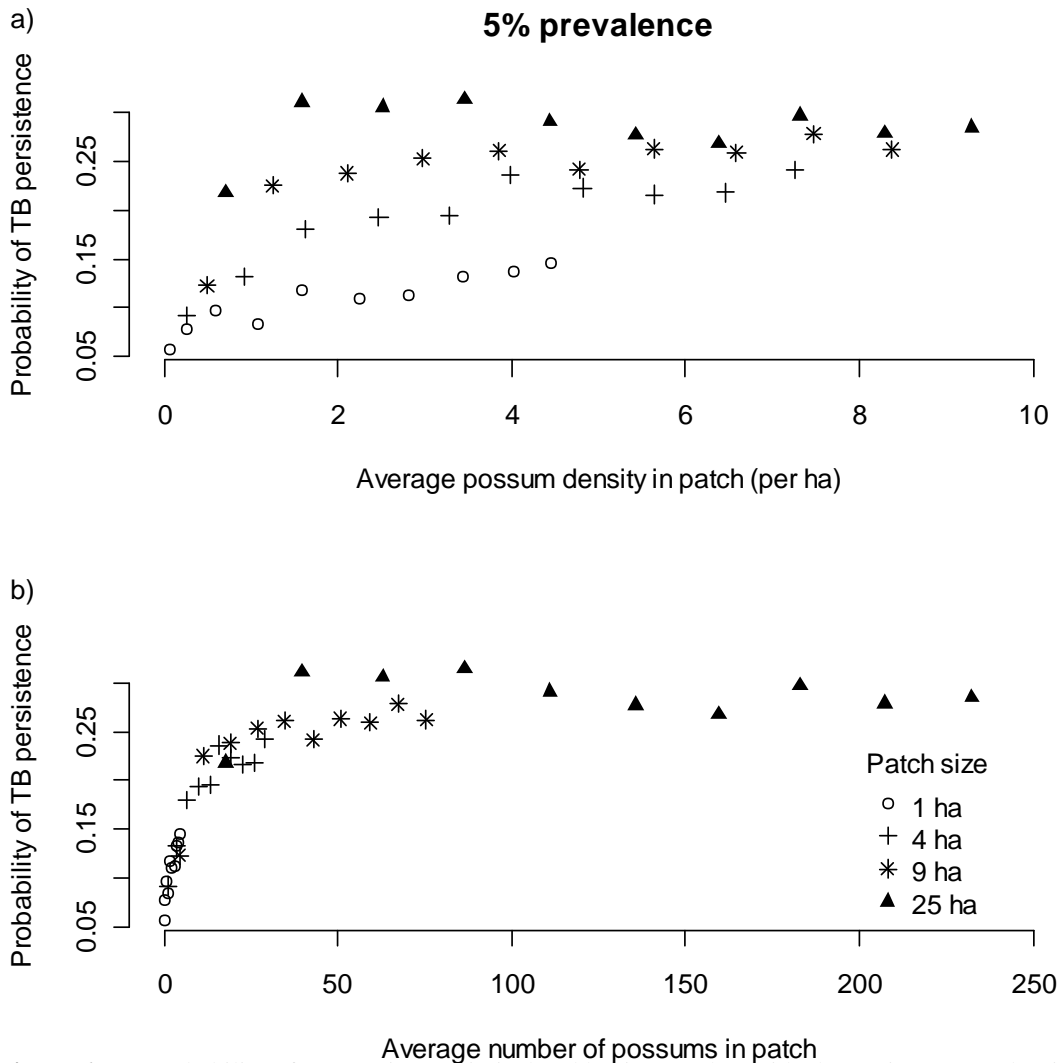 a)
5% prevalence
Probability of TB persistence
0.05 0.15 0.25
0 2 4 6 8 10
Average possum density in patch (per ha)
b)
Probability of TB persistence
0.05 0.15 0.25
Patch size
1 ha
4 ha
9 ha
25 ha
0 50 100 150 200 250
Average number of possums in patch